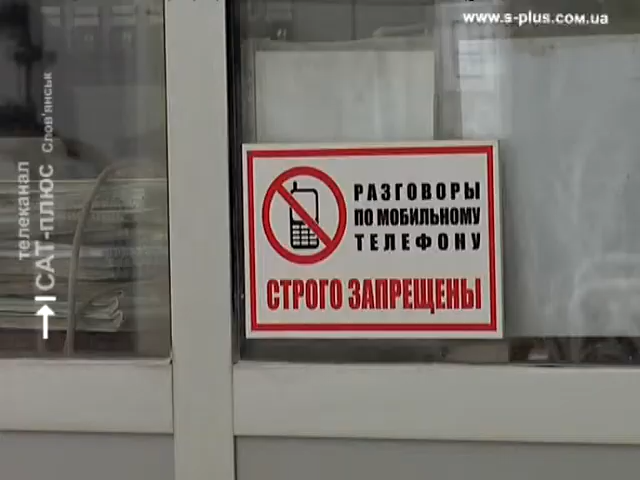 www.s-plus.com.ua
РАЗГОВОРЫ
ПО МОБИЛЬНОМУ
ТЕЛЕФОНУ
СТРОГО ЗАПРЕЩЕНЫ
телеканал
САТ-ПЛЮС Слов'янськ